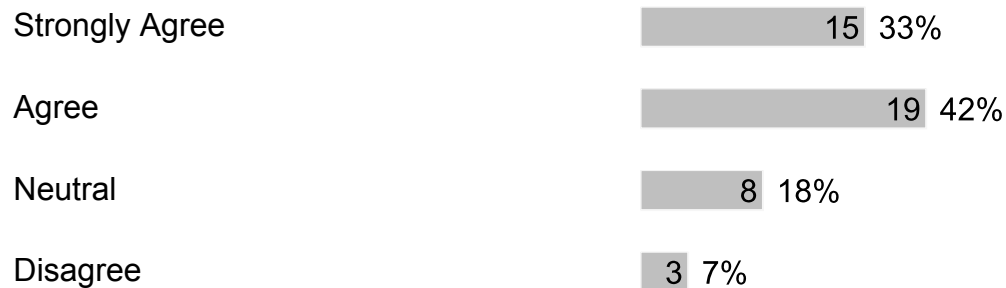 Strongly Agree 15 33%
Agree 19 42%
Neutral 8 18%
Disagree 3 7%